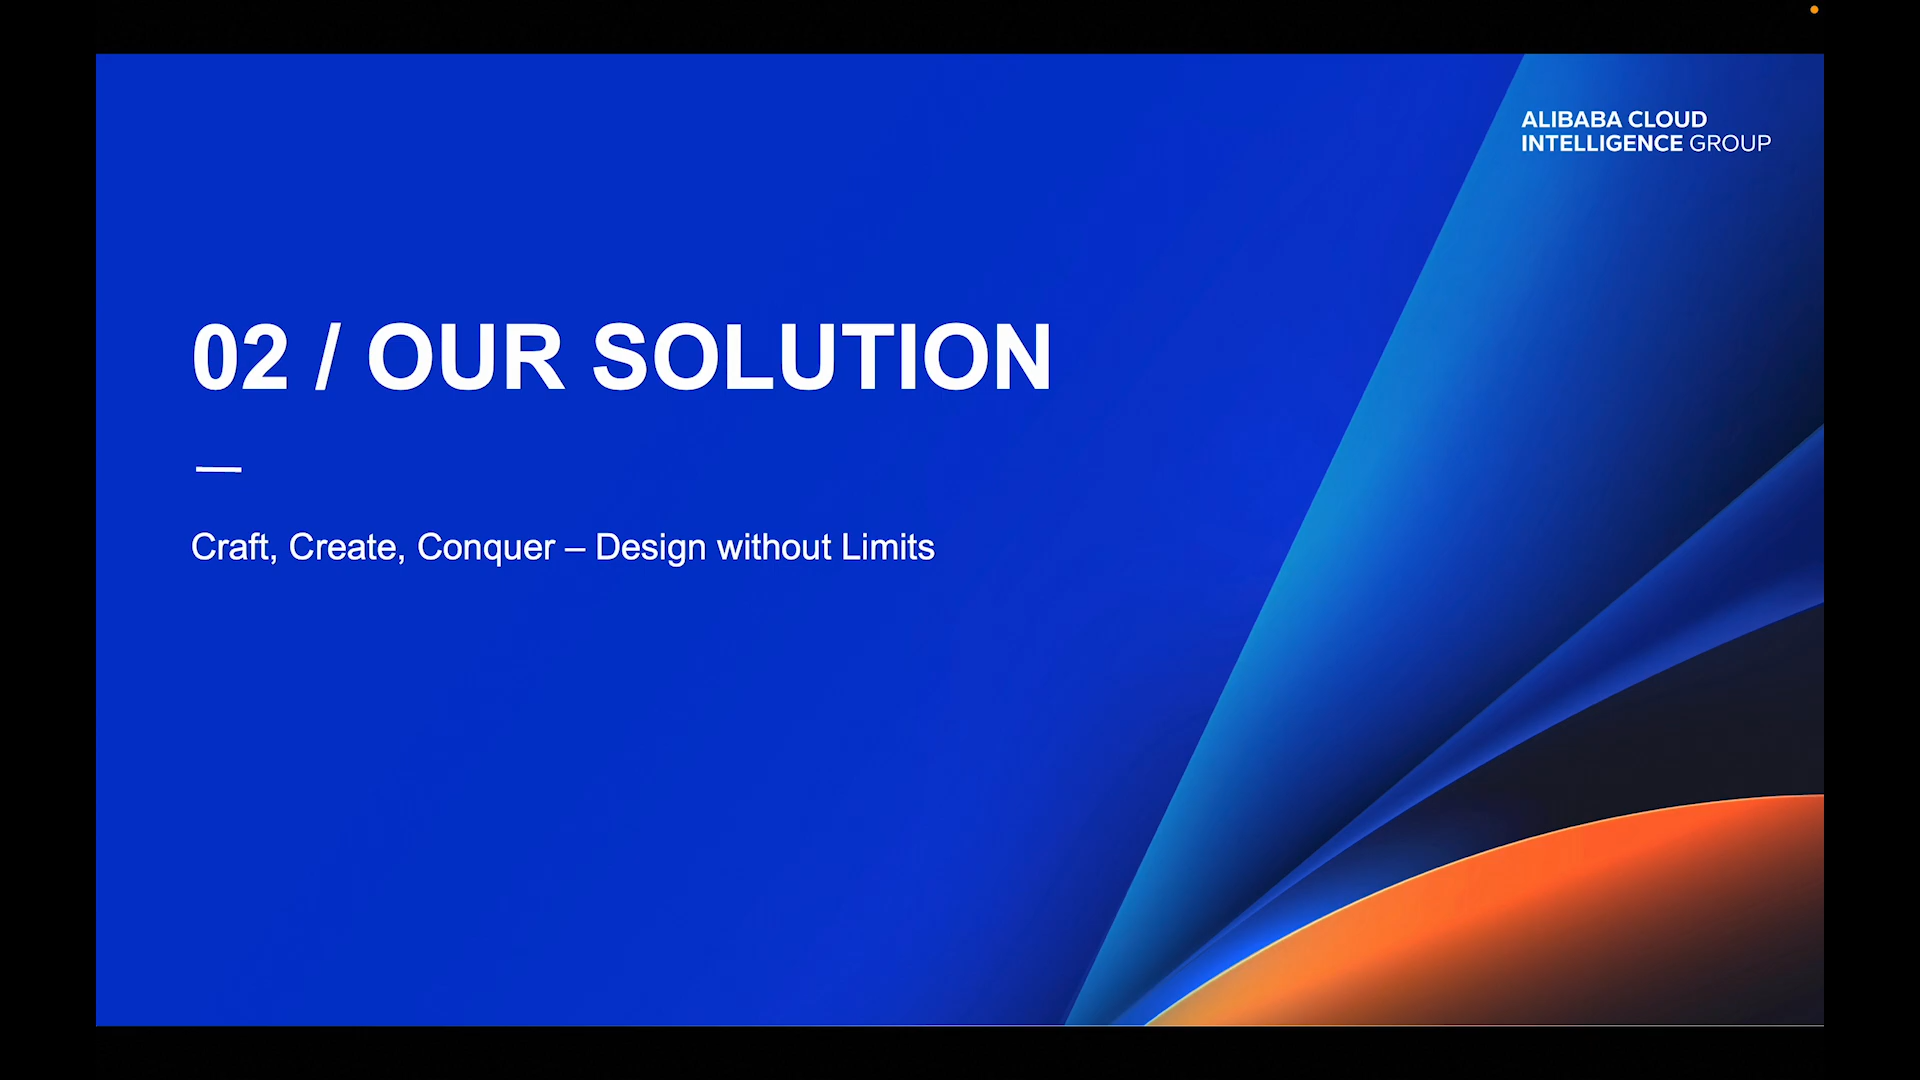 ALIBABA CLOUD
INTELLIGENCE GROUP
02 / OUR SOLUTION
Craft, Create, Conquer – Design without Limits